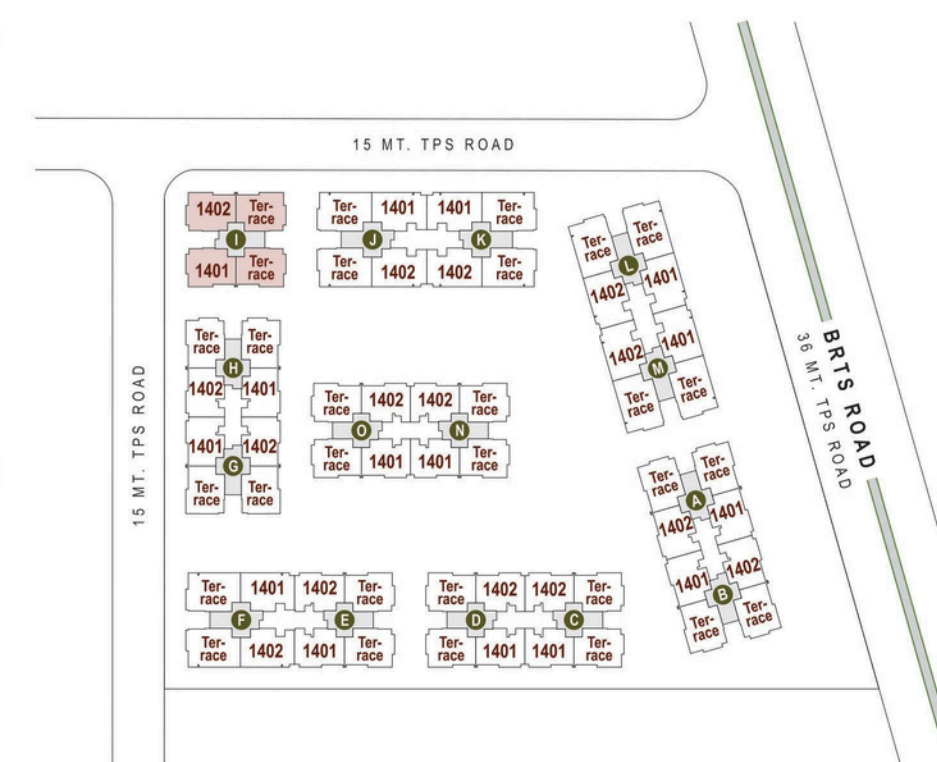 15 MT. TPS ROAD
1402 Ter-
race
I
1401 Ter-
race
Ter-
race 1401 1401 Ter-
race
J K
Ter-
race 1402 1402 Ter-
race
Ter-
race Ter-
race
L
1402 1401
1402 1401
M
Ter-
race Ter-
race
Ter-
race Ter-
race
H
1402 1401
1401 1402
G
Ter-
race Ter-
race
Ter-
race 1402 1402 Ter-
race
O N
Ter-
race 1401 1401 Ter-
race
15 MT. TPS ROAD
BRTS ROAD
36 MT. TPS ROAD
Ter-
race Ter-
race
A
1402 1401
1401 1402
B
Ter-
race Ter-
race
Ter-
race 1401 1402 Ter-
race
F E
Ter-
race 1402 1401 Ter-
race
Ter-
race 1402 1402 Ter-
race
D C
Ter-
race 1401 1401 Ter-
race